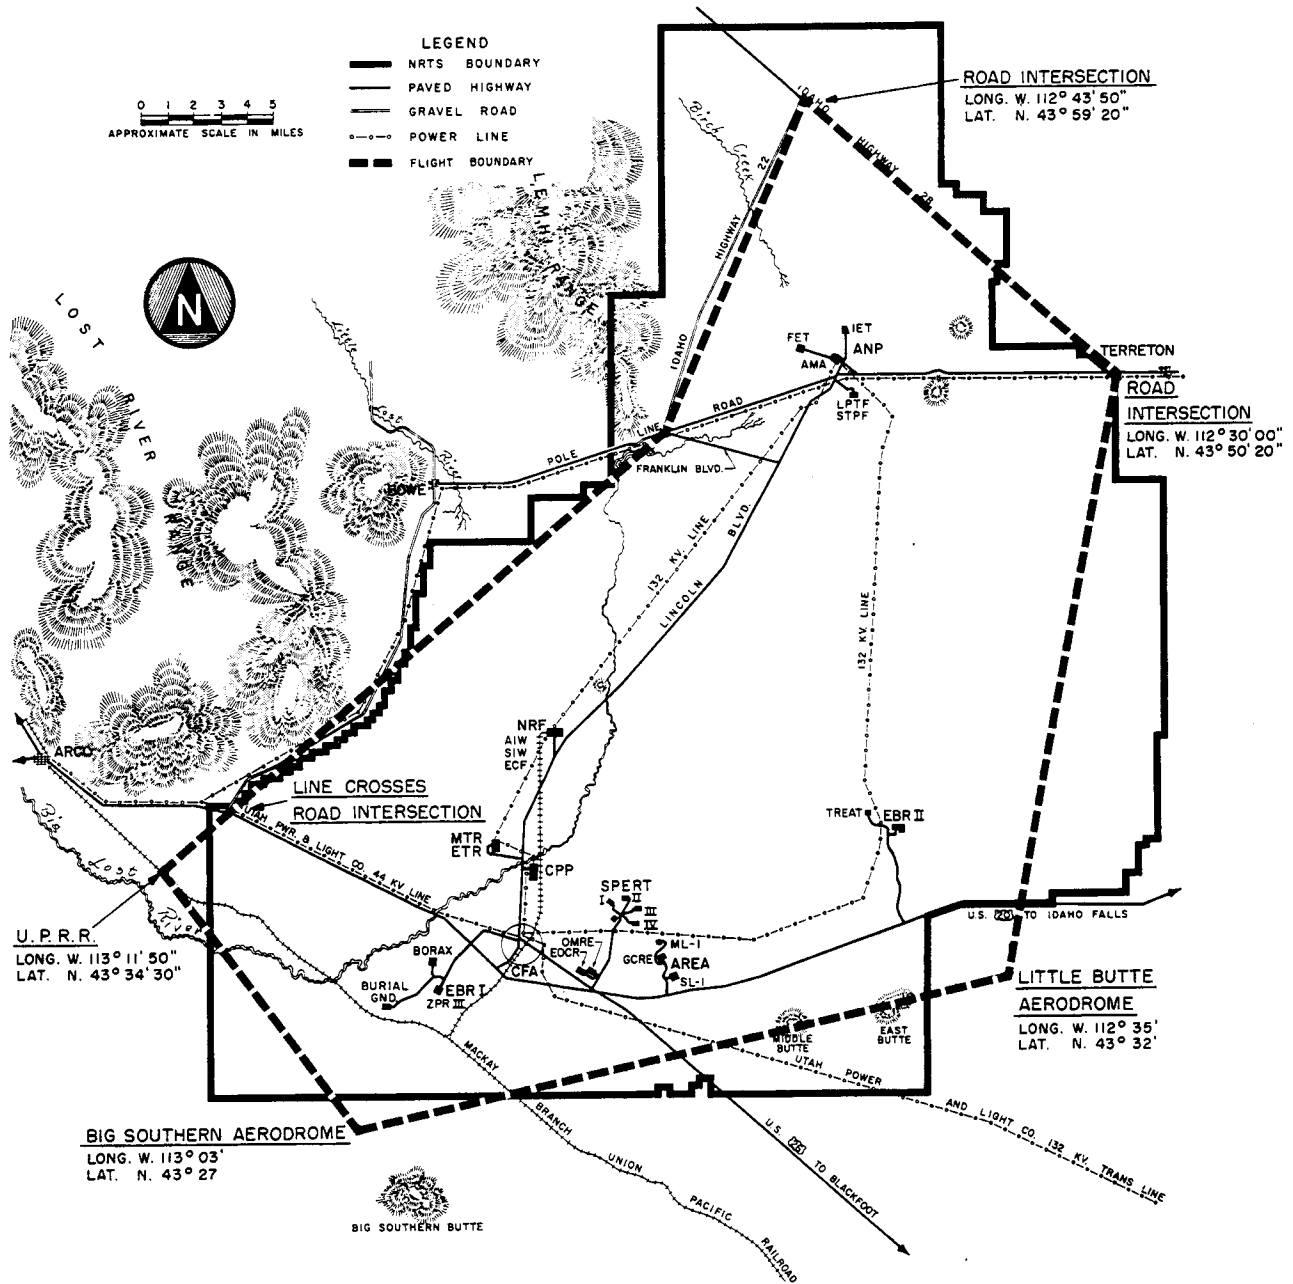 LEGEND
NRTS BOUNDARY
PAVED HIGHWAY
GRAVEL ROAD
POWER LINE
FLIGHT BOUNDARY
0 1 2 3 4 5
APPROXIMATE SCALE IN MILES
N
ROAD INTERSECTION
LONG. W. 112° 43' 50"
LAT. N. 43° 59' 20"
IDAHO HIGHWAY 28
IDAHO HIGHWAY 22
Birch Creek
LEMHI RANGE
LOST RIVER RANGE
Little Lost River
IET
FET
ANP
AMA
LPTF
STPF
TERRETON
ROAD
INTERSECTION
LONG. W. 112° 30' 00"
LAT. N. 43° 50' 20"
POLE LINE ROAD
FRANKLIN BLVD.
HOWE
132 KV. LINE
LINCOLN BLVD.
132 KV. LINE
NRF
AIW
SIW
ECF
ARCO
LINE CROSSES
ROAD INTERSECTION
UTAH PWR. & LIGHT CO. 44 KV LINE
Big Lost River
MTR
ETR
CPP
TREAT
EBR II
SPERT
I
II
III
IV
U.S. 20 TO IDAHO FALLS
U.P.R.R.
LONG. W. 113° 11' 50"
LAT. N. 43° 34' 30"
OMRE
EOCR
ML-1
GCRE
AREA
SL-1
BORAX
CFA
BURIAL
GND
EBR I
ZPR III
LITTLE BUTTE
AERODROME
LONG. W. 112° 35'
LAT. N. 43° 32'
MIDDLE
BUTTE
EAST
BUTTE
UTAH POWER AND LIGHT CO. 132 KV. TRANS LINE
MACKAY BRANCH UNION PACIFIC RAILROAD
U.S. 26 TO BLACKFOOT
BIG SOUTHERN AERODROME
LONG. W. 113° 03'
LAT. N. 43° 27
BIG SOUTHERN BUTTE